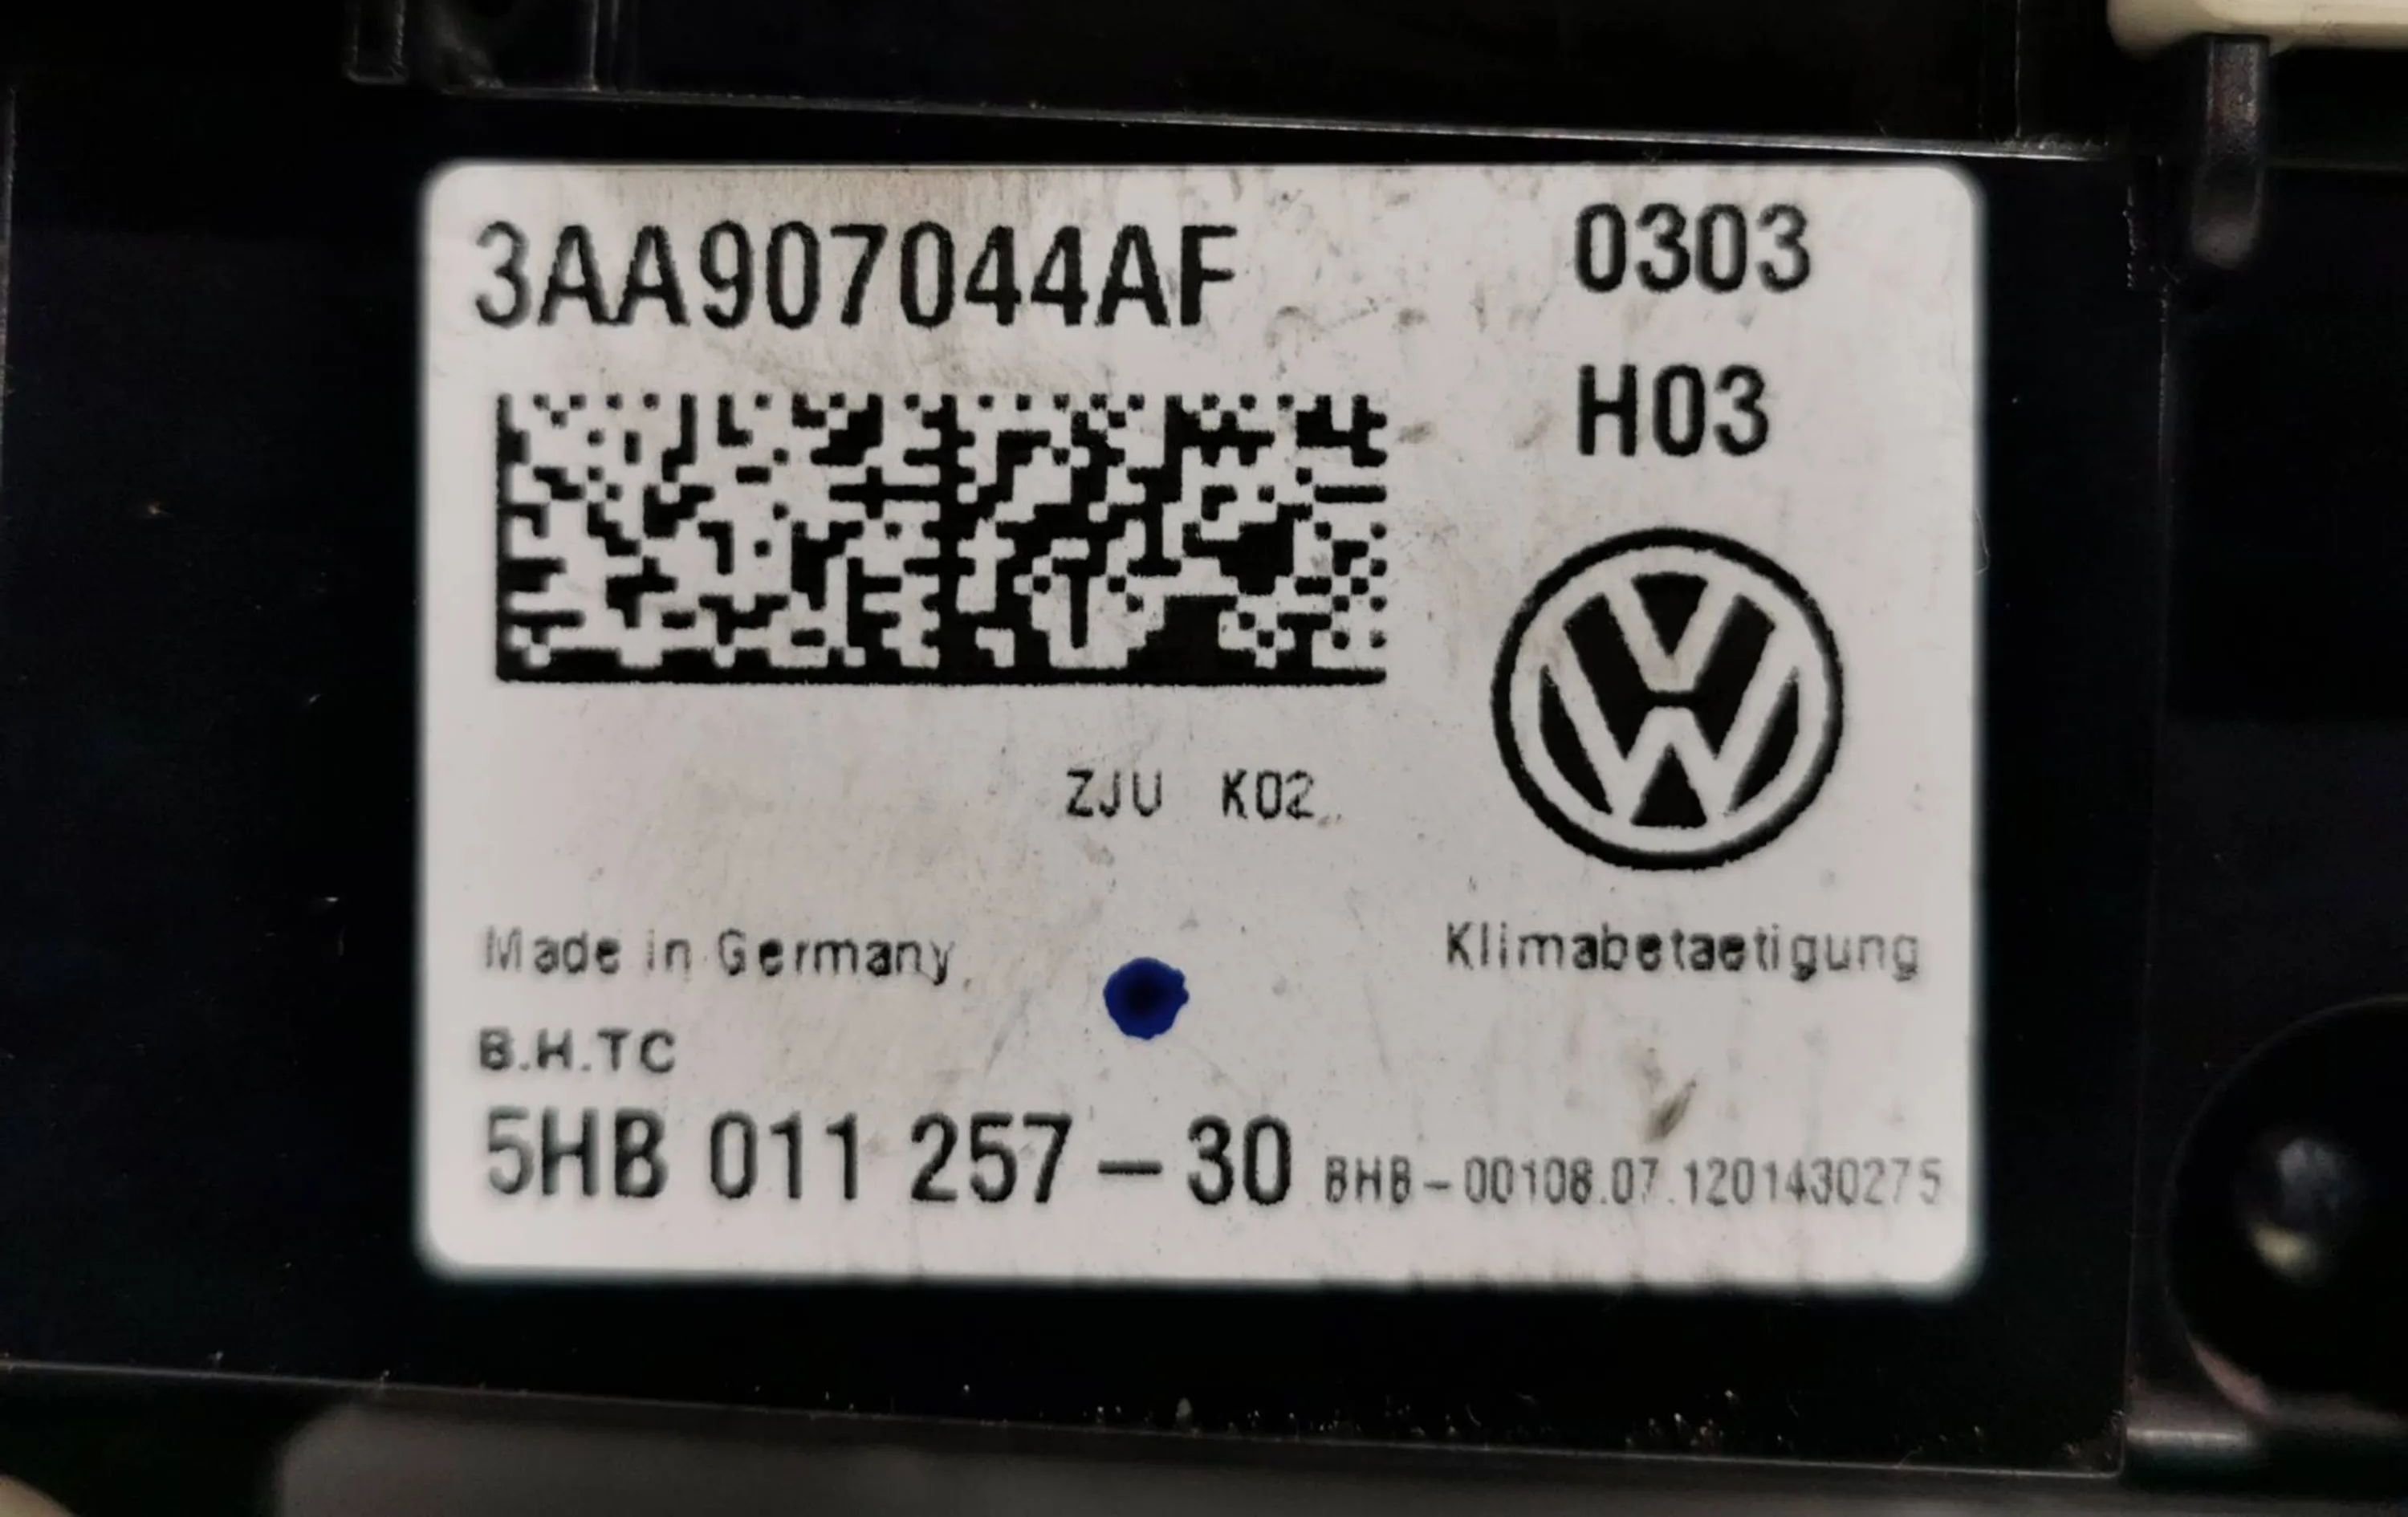 3AA907044AF 0303
H03
ZJU K02
Made in Germany Klimabetaetigung
B.H.TC
5HB 011 257-30 BHB-00108.07.1201430275